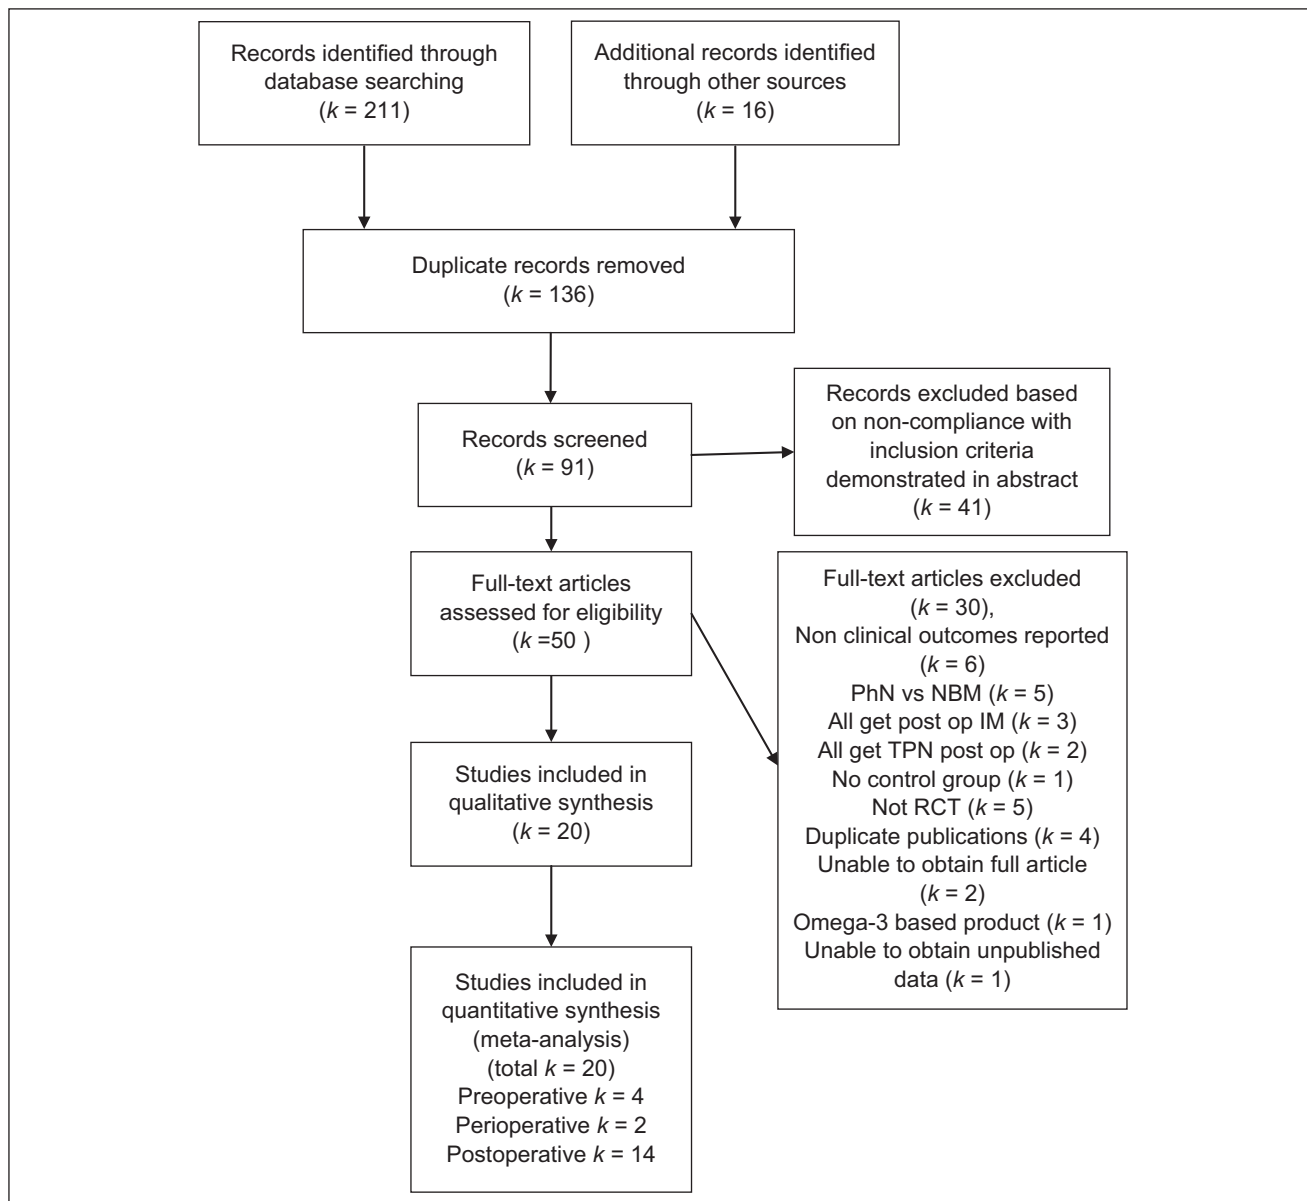 Records identified through
database searching
(k = 211)
Additional records identified
through other sources
(k = 16)
Duplicate records removed
(k = 136)
Records screened
(k = 91)
Records excluded based
on non-compliance with
inclusion criteria
demonstrated in abstract
(k = 41)
Full-text articles
assessed for eligibility
(k =50 )
Full-text articles excluded
(k = 30),
Non clinical outcomes reported
(k = 6)
PhN vs NBM (k = 5)
All get post op IM (k = 3)
All get TPN post op (k = 2)
No control group (k = 1)
Not RCT (k = 5)
Duplicate publications (k = 4)
Unable to obtain full article
(k = 2)
Omega-3 based product (k = 1)
Unable to obtain unpublished
data (k = 1)
Studies included in
qualitative synthesis
(k = 20)
Studies included in
quantitative synthesis
(meta-analysis)
(total k = 20)
Preoperative k = 4
Perioperative k = 2
Postoperative k = 14